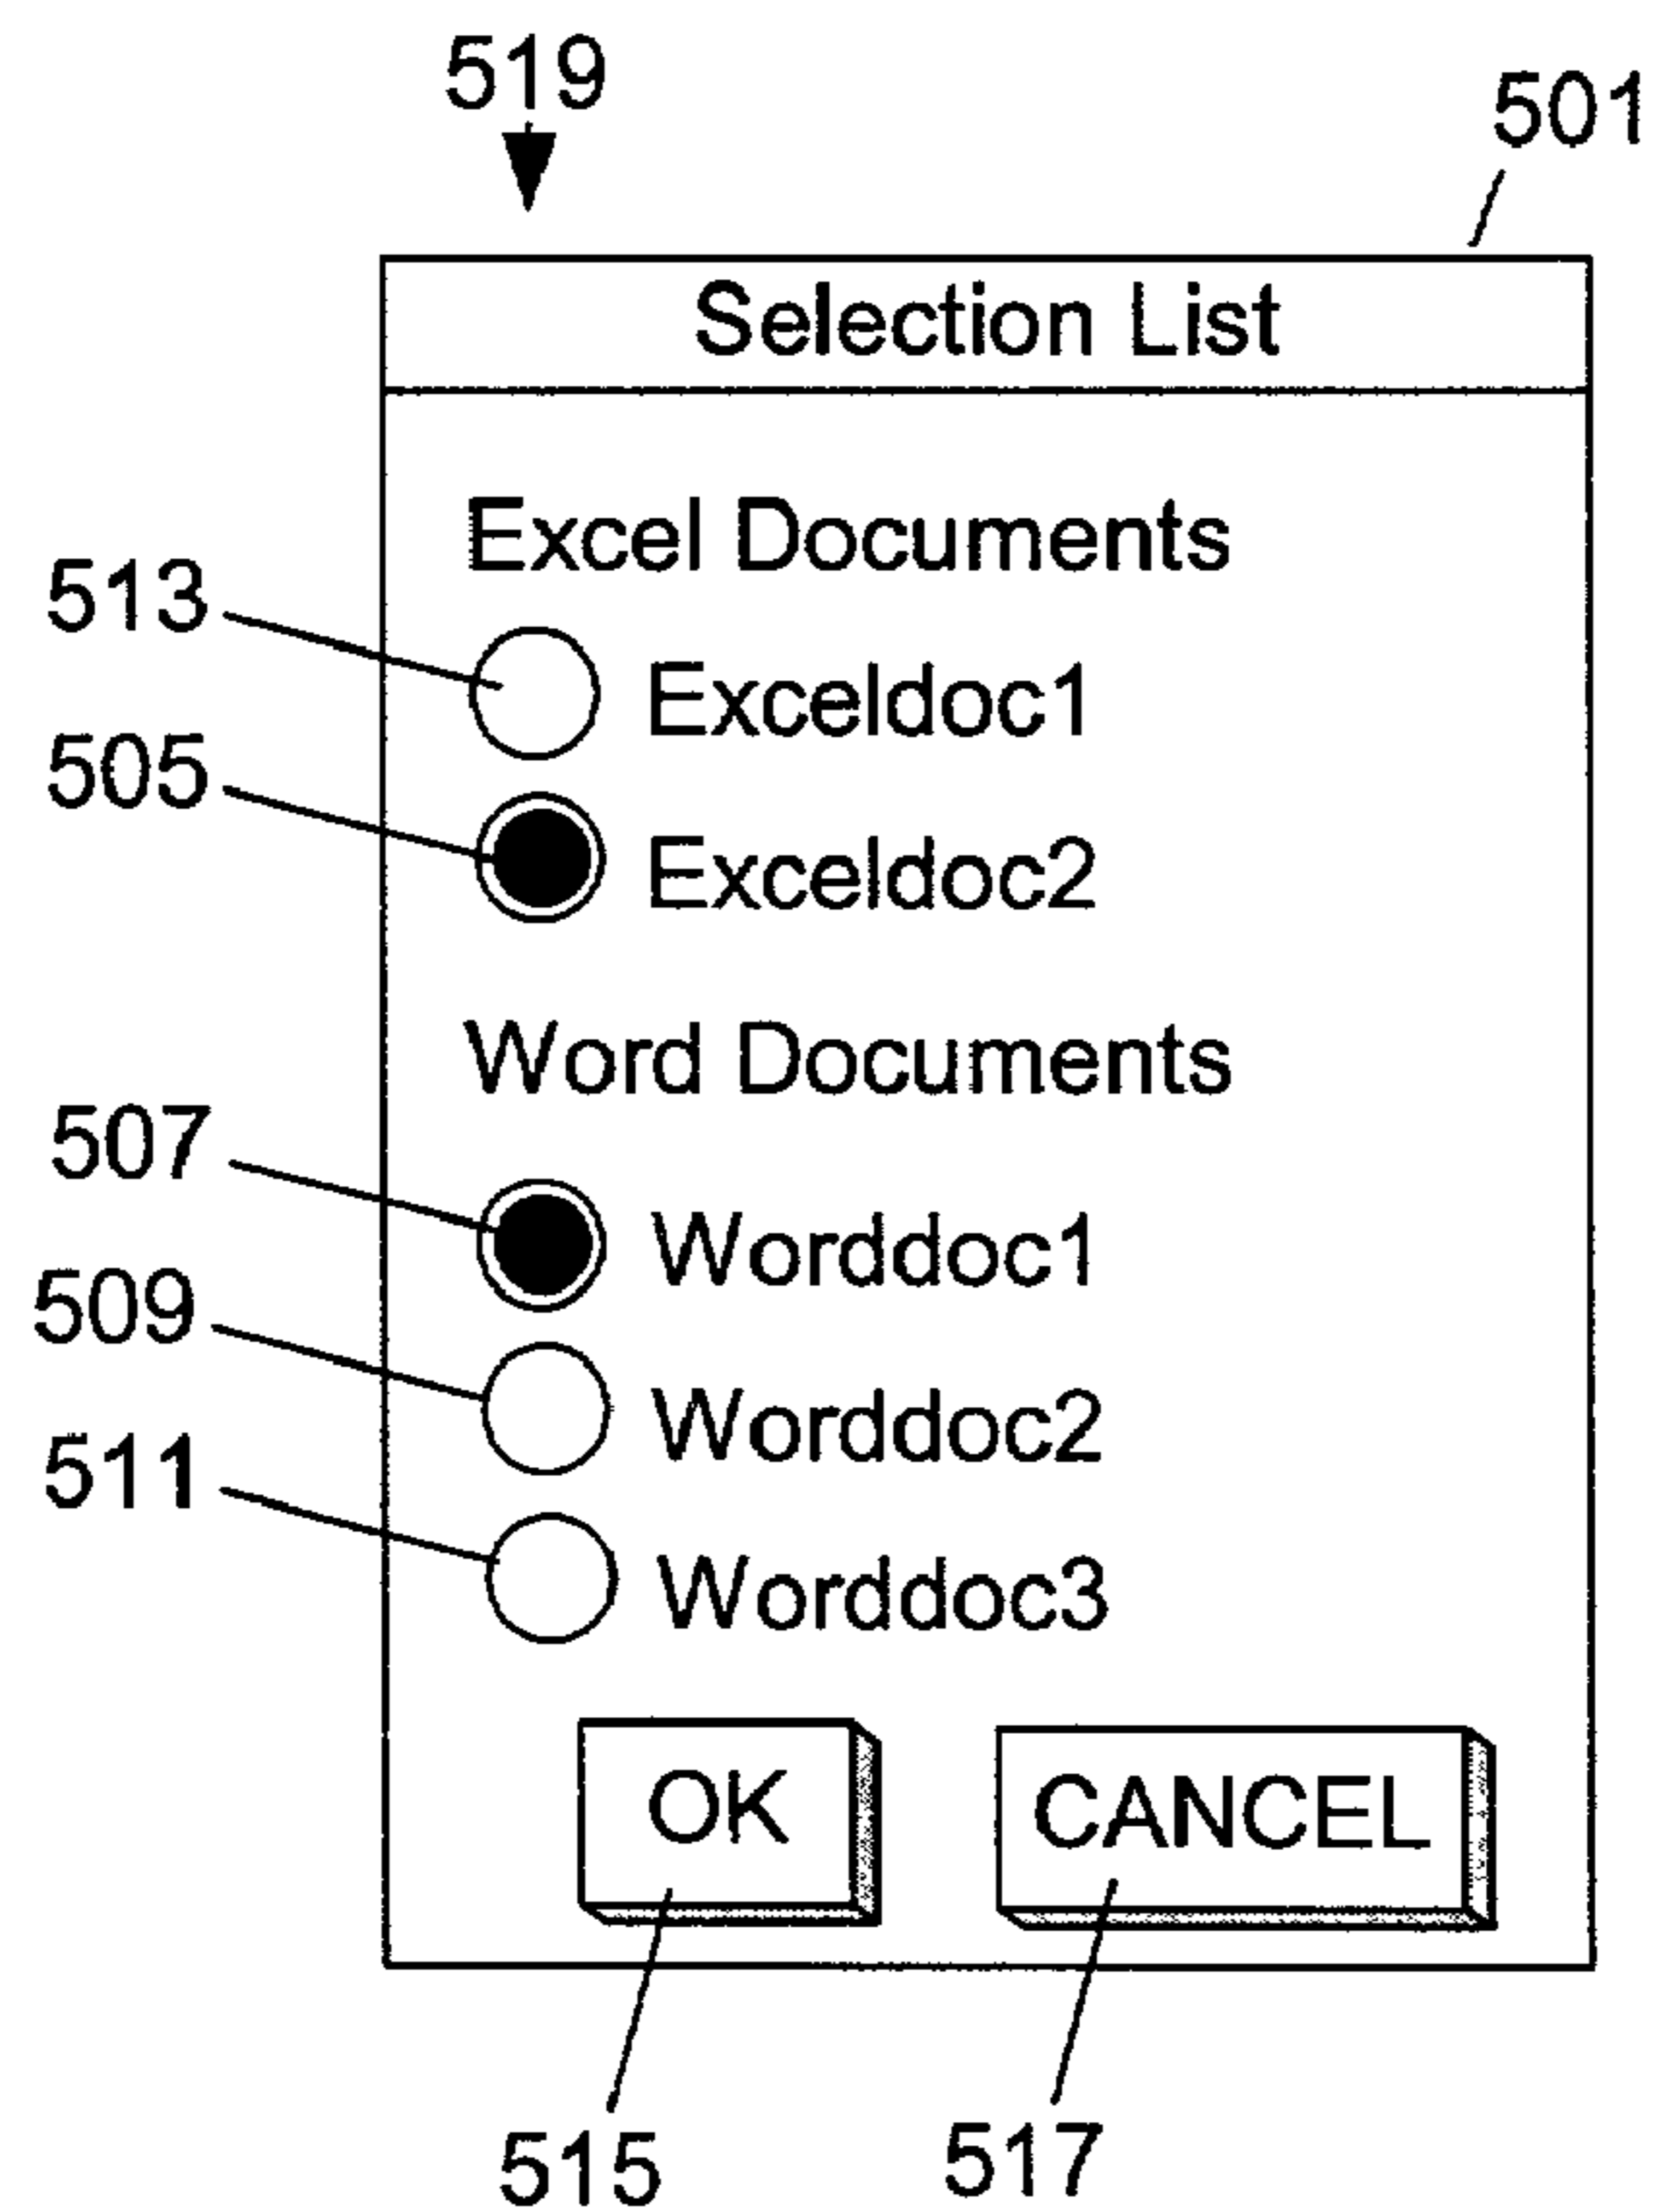 519
501
Selection List
Excel Documents
513
Exceldoc1
505
Exceldoc2
Word Documents
507
Worddoc1
509
Worddoc2
511
Worddoc3
OK
CANCEL
515
517